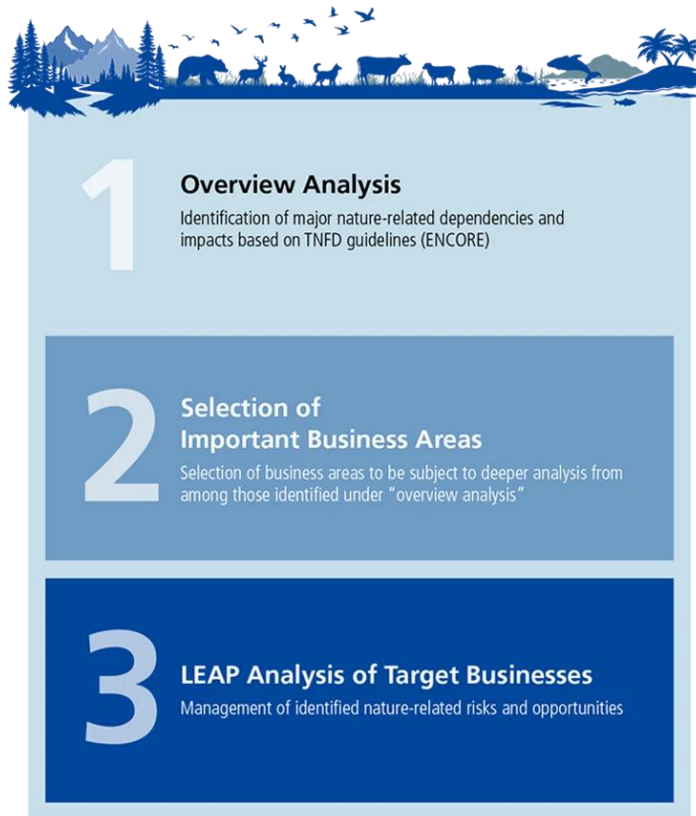 1
Overview Analysis
Identification of major nature-related dependencies and
impacts based on TNFD guidelines (ENCORE)
2
Selection of
Important Business Areas
Selection of business areas to be subject to deeper analysis from
among those identified under “overview analysis”
3
LEAP Analysis of Target Businesses
Management of identified nature-related risks and opportunities